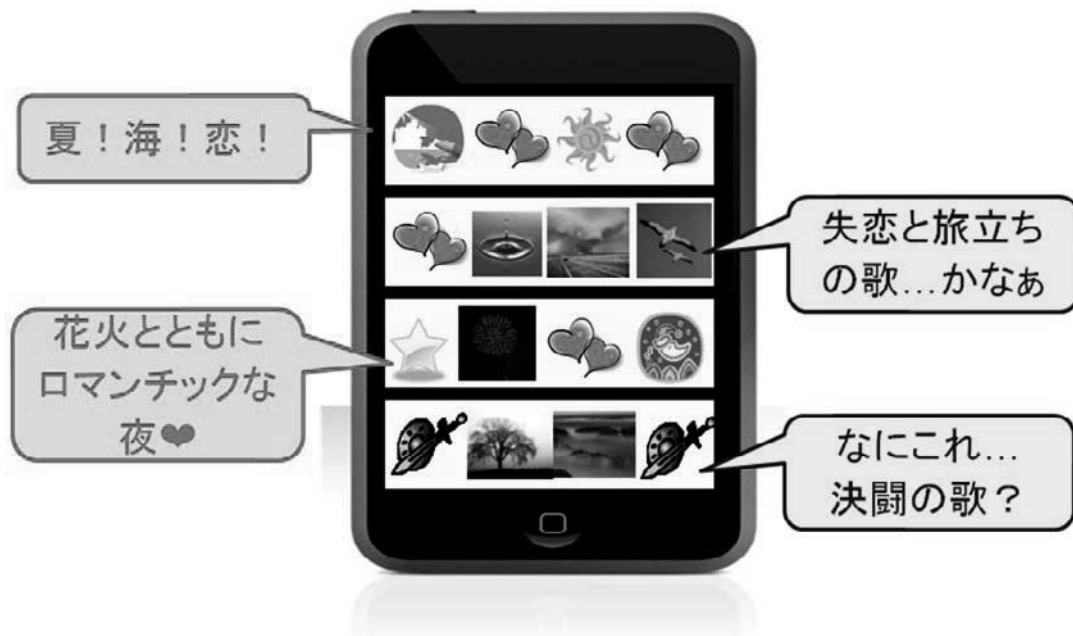 夏！海！恋！
失恋と旅立ち
の歌…かなぁ
花火とともに
ロマンチックな
夜❤
なにこれ…
決闘の歌？